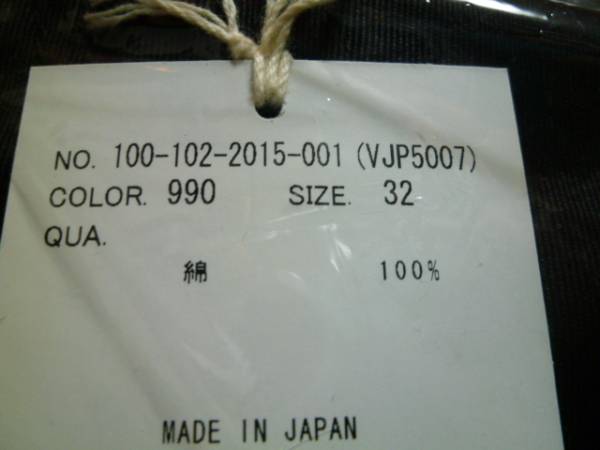 NO. 100-102-2015-001 (VJP5007)
COLOR. 990 SIZE. 32
QUA.
綿 100%
MADE IN JAPAN